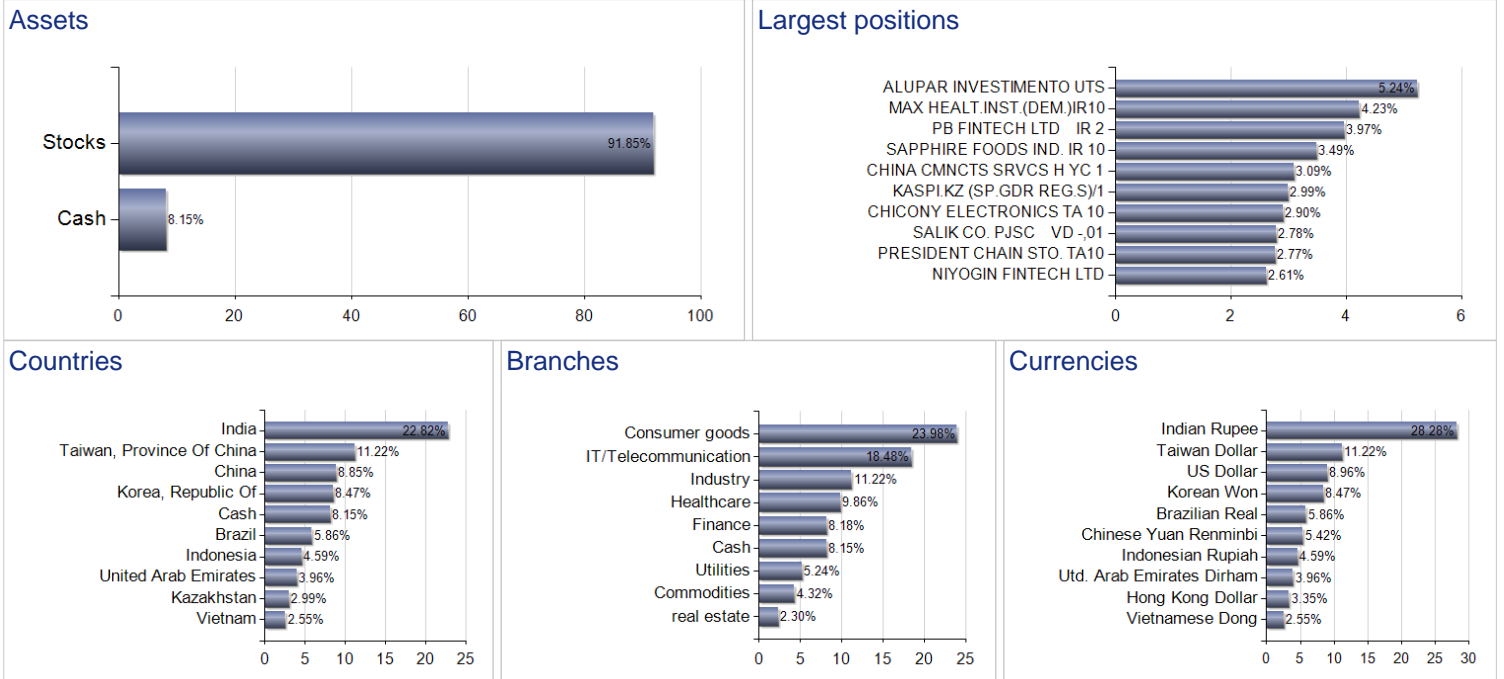 Assets
Stocks 91.85%
Cash 8.15%
0 20 40 60 80 100
Largest positions
ALUPAR INVESTIMENTO UTS 5.24%
MAX HEALT.INST.(DEM.)IR10 4.23%
PB FINTECH LTD IR 2 3.97%
SAPPHIRE FOODS IND. IR 10 3.49%
CHINA CMNCTS SRVCS H YC 1 3.09%
KASPI.KZ (SP.GDR REG.S)/1 2.99%
CHICONY ELECTRONICS TA 10 2.90%
SALIK CO. PJSC VD -,01 2.78%
PRESIDENT CHAIN STO. TA10 2.77%
NIYOGIN FINTECH LTD 2.61%
0 2 4 6
Countries
India 22.82%
Taiwan, Province Of China 11.22%
China 8.85%
Korea, Republic Of 8.47%
Cash 8.15%
Brazil 5.86%
Indonesia 4.59%
United Arab Emirates 3.96%
Kazakhstan 2.99%
Vietnam 2.55%
0 5 10 15 20 25
Branches
Consumer goods 23.98%
IT/Telecommunication 18.48%
Industry 11.22%
Healthcare 9.86%
Finance 8.18%
Cash 8.15%
Utilities 5.24%
Commodities 4.32%
real estate 2.30%
0 5 10 15 20 25
Currencies
Indian Rupee 28.28%
Taiwan Dollar 11.22%
US Dollar 8.96%
Korean Won 8.47%
Brazilian Real 5.86%
Chinese Yuan Renminbi 5.42%
Indonesian Rupiah 4.59%
Utd. Arab Emirates Dirham 3.96%
Hong Kong Dollar 3.35%
Vietnamese Dong 2.55%
0 5 10 15 20 25 30